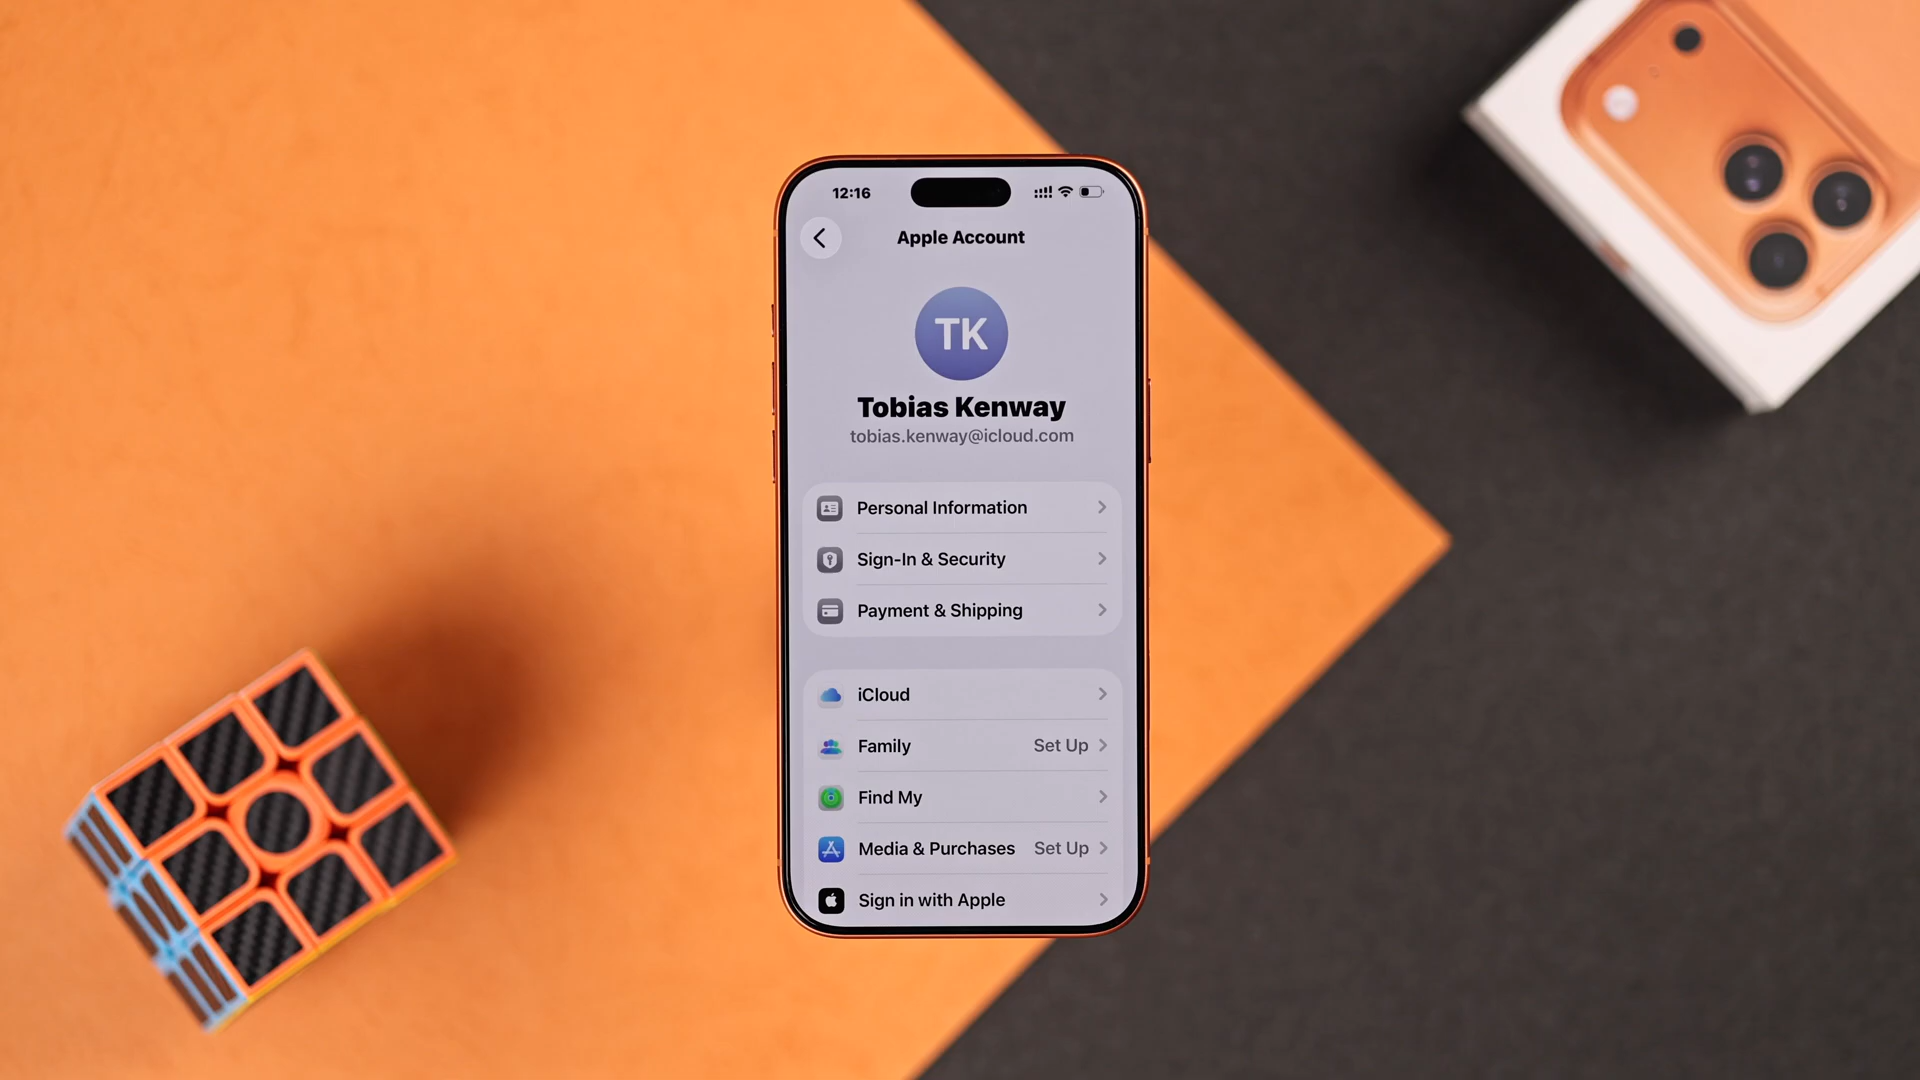 12:16
Apple Account
TK
Tobias Kenway
tobias.kenway@icloud.com
Personal Information
Sign-In & Security
Payment & Shipping
iCloud
Family Set Up
Find My
Media & Purchases Set Up
Sign in with Apple